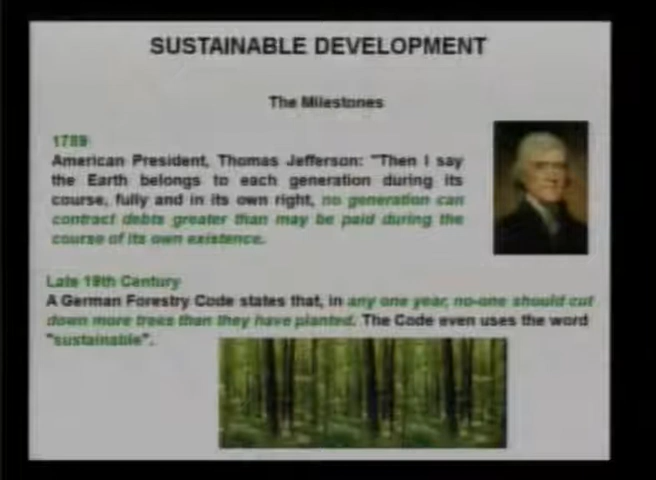 SUSTAINABLE DEVELOPMENT
The Milestones
1789
American President, Thomas Jefferson: "Then I say
the Earth belongs to each generation during its
course, fully and in its own right, no generation can
contract debts greater than may be paid during the
course of its own existence.
Late 19th Century
A German Forestry Code states that, in any one year, no-one should cut
down more trees than they have planted. The Code even uses the word
"sustainable".